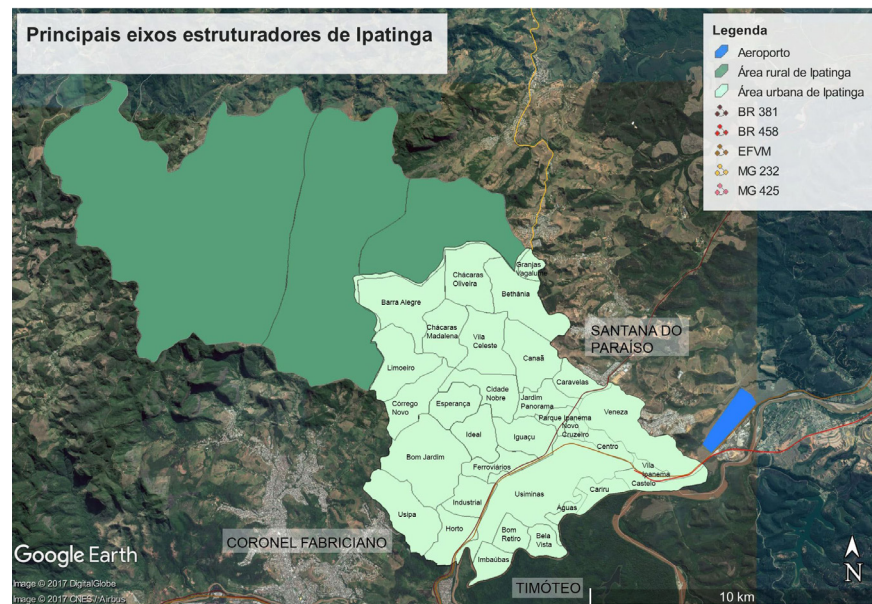 Principais eixos estruturadores de Ipatinga
Legenda
Aeroporto
Área rural de Ipatinga
Área urbana de Ipatinga
BR 381
BR 458
EFVM
MG 232
MG 425
Granjas
Vagalume
Chácaras
Oliveira
Bethânia
Barra Alegre
Chácaras
Madalena
Vila
Celeste
SANTANA DO
PARAÍSO
Canaã
Limoeiro
Caravelas
Cidade
Nobre
Jardim
Panorama
Córrego
Novo
Esperança
Veneza
Parque Ipanema
Novo
Cruzeiro
Ideal
Iguaçu
Centro
Bom Jardim
Ferroviários
Vila
Ipanema
Castelo
Cariru
Usiminas
Industrial
Águas
Usipa
Horto
Bom
Retiro
Bela
Vista
CORONEL FABRICIANO
Imbaúbas
TIMÓTEO
Google Earth
Image © 2017 DigitalGlobe
Image © 2017 CNES / Airbus
10 km
N